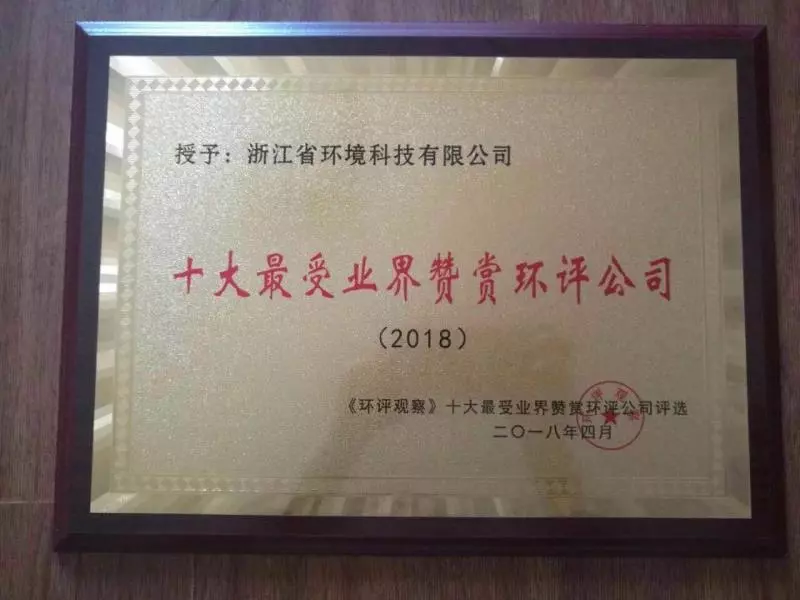 授予：浙江省环境科技有限公司
十大最受业界赞赏环评公司
（2018）
《环评观察》十大最受业界赞赏环评公司评选
二〇一八年四月